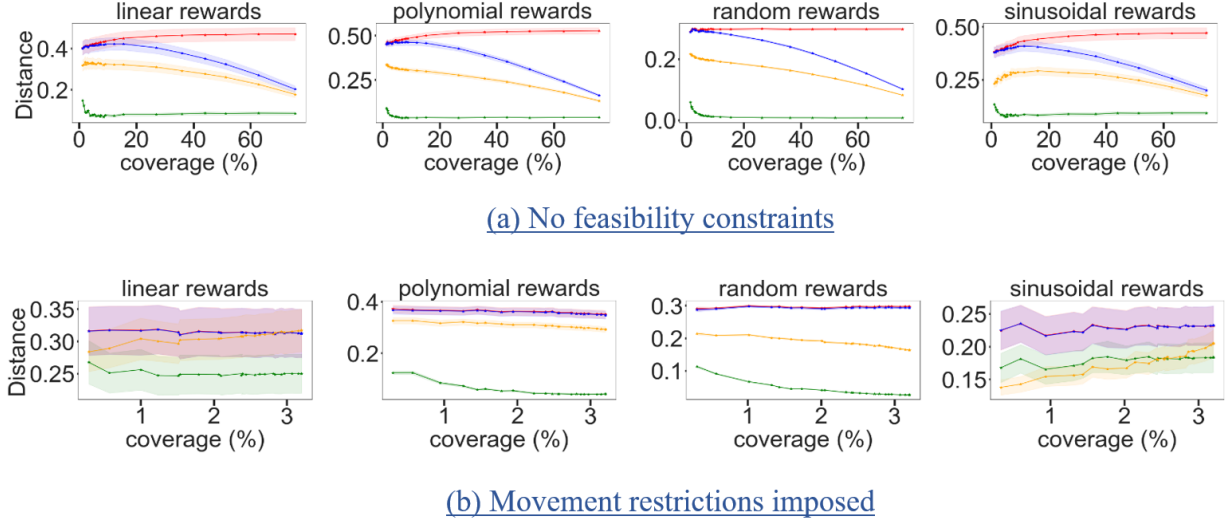 linear rewards
polynomial rewards
random rewards
sinusoidal rewards
Distance
0.4
0.2
0.50
0.25
0.2
0.0
0.50
0.25
0 20 40 60
0 20 40 60
0 20 40 60
0 20 40 60
coverage (%)
coverage (%)
coverage (%)
coverage (%)
(a) No feasibility constraints
linear rewards
polynomial rewards
random rewards
sinusoidal rewards
Distance
0.35
0.30
0.25
0.4
0.2
0.3
0.2
0.1
0.25
0.20
0.15
1 2 3
1 2 3
1 2 3
1 2 3
coverage (%)
coverage (%)
coverage (%)
coverage (%)
(b) Movement restrictions imposed